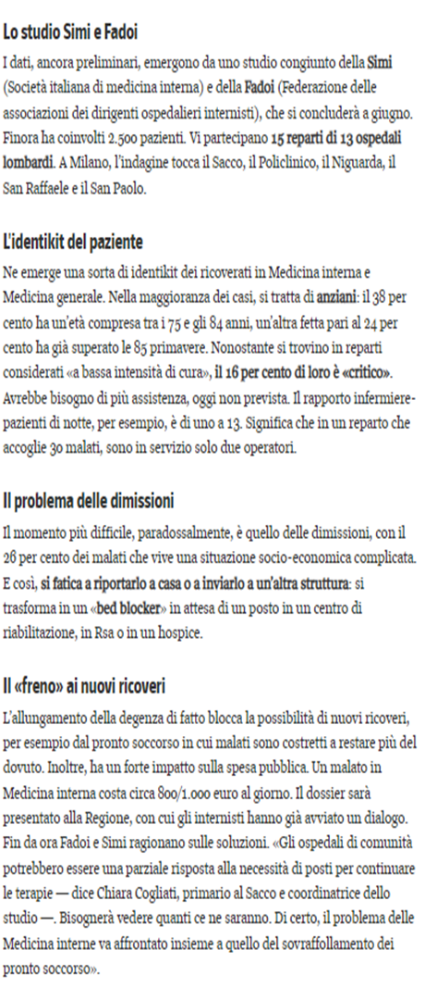 Lo studio Simi e Fadoi
I dati, ancora preliminari, emergono da uno studio congiunto della Simi
(Società italiana di medicina interna) e della Fadoi (Federazione delle
associazioni dei dirigenti ospedalieri internisti), che si concluderà a giugno.
Finora ha coinvolti 2.500 pazienti. Vi partecipano 15 reparti di 13 ospedali
lombardi. A Milano, l'indagine tocca il Sacco, il Policlinico, il Niguarda, il
San Raffaele e il San Paolo.
L'identikit del paziente
Ne emerge una sorta di identikit dei ricoverati in Medicina interna e
Medicina generale. Nella maggioranza dei casi, si tratta di anziani: il 38 per
cento ha un'età compresa tra i 75 e gli 84 anni, un'altra fetta pari al 24 per
cento ha già superato le 85 primavere. Nonostante si trovino in reparti
considerati «a bassa intensità di cura», il 16 per cento di loro è «critico».
Avrebbe bisogno di più assistenza, oggi non prevista. Il rapporto infermiere-
pazienti di notte, per esempio, è di uno a 13. Significa che in un reparto che
accoglie 30 malati, sono in servizio solo due operatori.
Il problema delle dimissioni
Il momento più difficile, paradossalmente, è quello delle dimissioni, con il
26 per cento dei malati che vive una situazione socio-economica complicata.
E così, si fatica a riportarlo a casa o a inviarlo a un'altra struttura: si
trasforma in un «bed blocker» in attesa di un posto in un centro di
riabilitazione, in Rsa o in un hospice.
Il «freno» ai nuovi ricoveri
L'allungamento della degenza di fatto blocca la possibilità di nuovi ricoveri,
per esempio dal pronto soccorso in cui malati sono costretti a restare più del
dovuto. Inoltre, ha un forte impatto sulla spesa pubblica. Un malato in
Medicina interna costa circa 800/1.000 euro al giorno. Il dossier sarà
presentato alla Regione, con cui gli internisti hanno già avviato un dialogo.
Fin da ora Fadoi e Simi ragionano sulle soluzioni. «Gli ospedali di comunità
potrebbero essere una parziale risposta alla necessità di posti per continuare
le terapie — dice Chiara Cogliati, primario al Sacco e coordinatrice dello
studio —. Bisognerà vedere quanti ce ne saranno. Di certo, il problema delle
Medicina interne va affrontato insieme a quello del sovraffollamento dei
pronto soccorso».